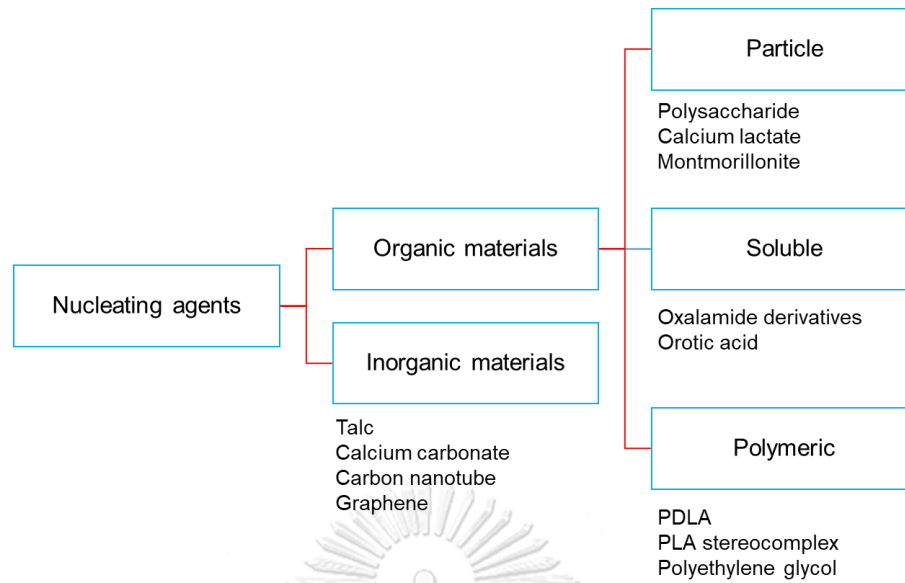 Nucleating agents
Organic materials
Inorganic materials
Talc
Calcium carbonate
Carbon nanotube
Graphene
Particle
Polysaccharide
Calcium lactate
Montmorillonite
Soluble
Oxalamide derivatives
Orotic acid
Polymeric
PDLA
PLA stereocomplex
Polyethylene glycol